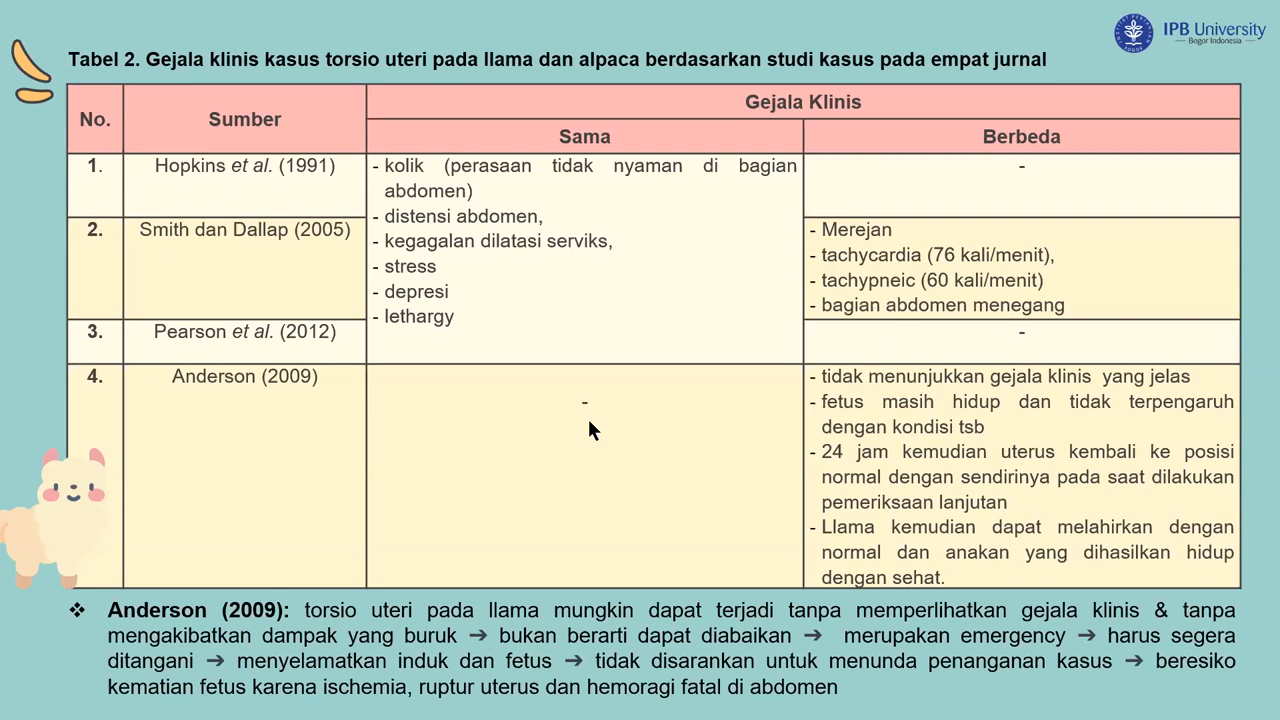 IPB University
Bogor Indonesia
Tabel 2. Gejala klinis kasus torsio uteri pada llama dan alpaca berdasarkan studi kasus pada empat jurnal
No.
Sumber
Gejala Klinis
Sama
Berbeda
1.
Hopkins et al. (1991)
- kolik (perasaan tidak nyaman di bagian
abdomen)
- distensi abdomen,
- kegagalan dilatasi serviks,
- stress
- depresi
- lethargy
-
2.
Smith dan Dallap (2005)
- Merejan
- tachycardia (76 kali/menit),
- tachypneic (60 kali/menit)
- bagian abdomen menegang
3.
Pearson et al. (2012)
-
4.
Anderson (2009)
-
- tidak menunjukkan gejala klinis yang jelas
- fetus masih hidup dan tidak terpengaruh
dengan kondisi tsb
- 24 jam kemudian uterus kembali ke posisi
normal dengan sendirinya pada saat dilakukan
pemeriksaan lanjutan
- Llama kemudian dapat melahirkan dengan
normal dan anakan yang dihasilkan hidup
dengan sehat.
❖ Anderson (2009): torsio uteri pada llama mungkin dapat terjadi tanpa memperlihatkan gejala klinis & tanpa
mengakibatkan dampak yang buruk ➔ bukan berarti dapat diabaikan ➔ merupakan emergency ➔ harus segera
ditangani ➔ menyelamatkan induk dan fetus ➔ tidak disarankan untuk menunda penanganan kasus ➔ beresiko
kematian fetus karena ischemia, ruptur uterus dan hemoragi fatal di abdomen